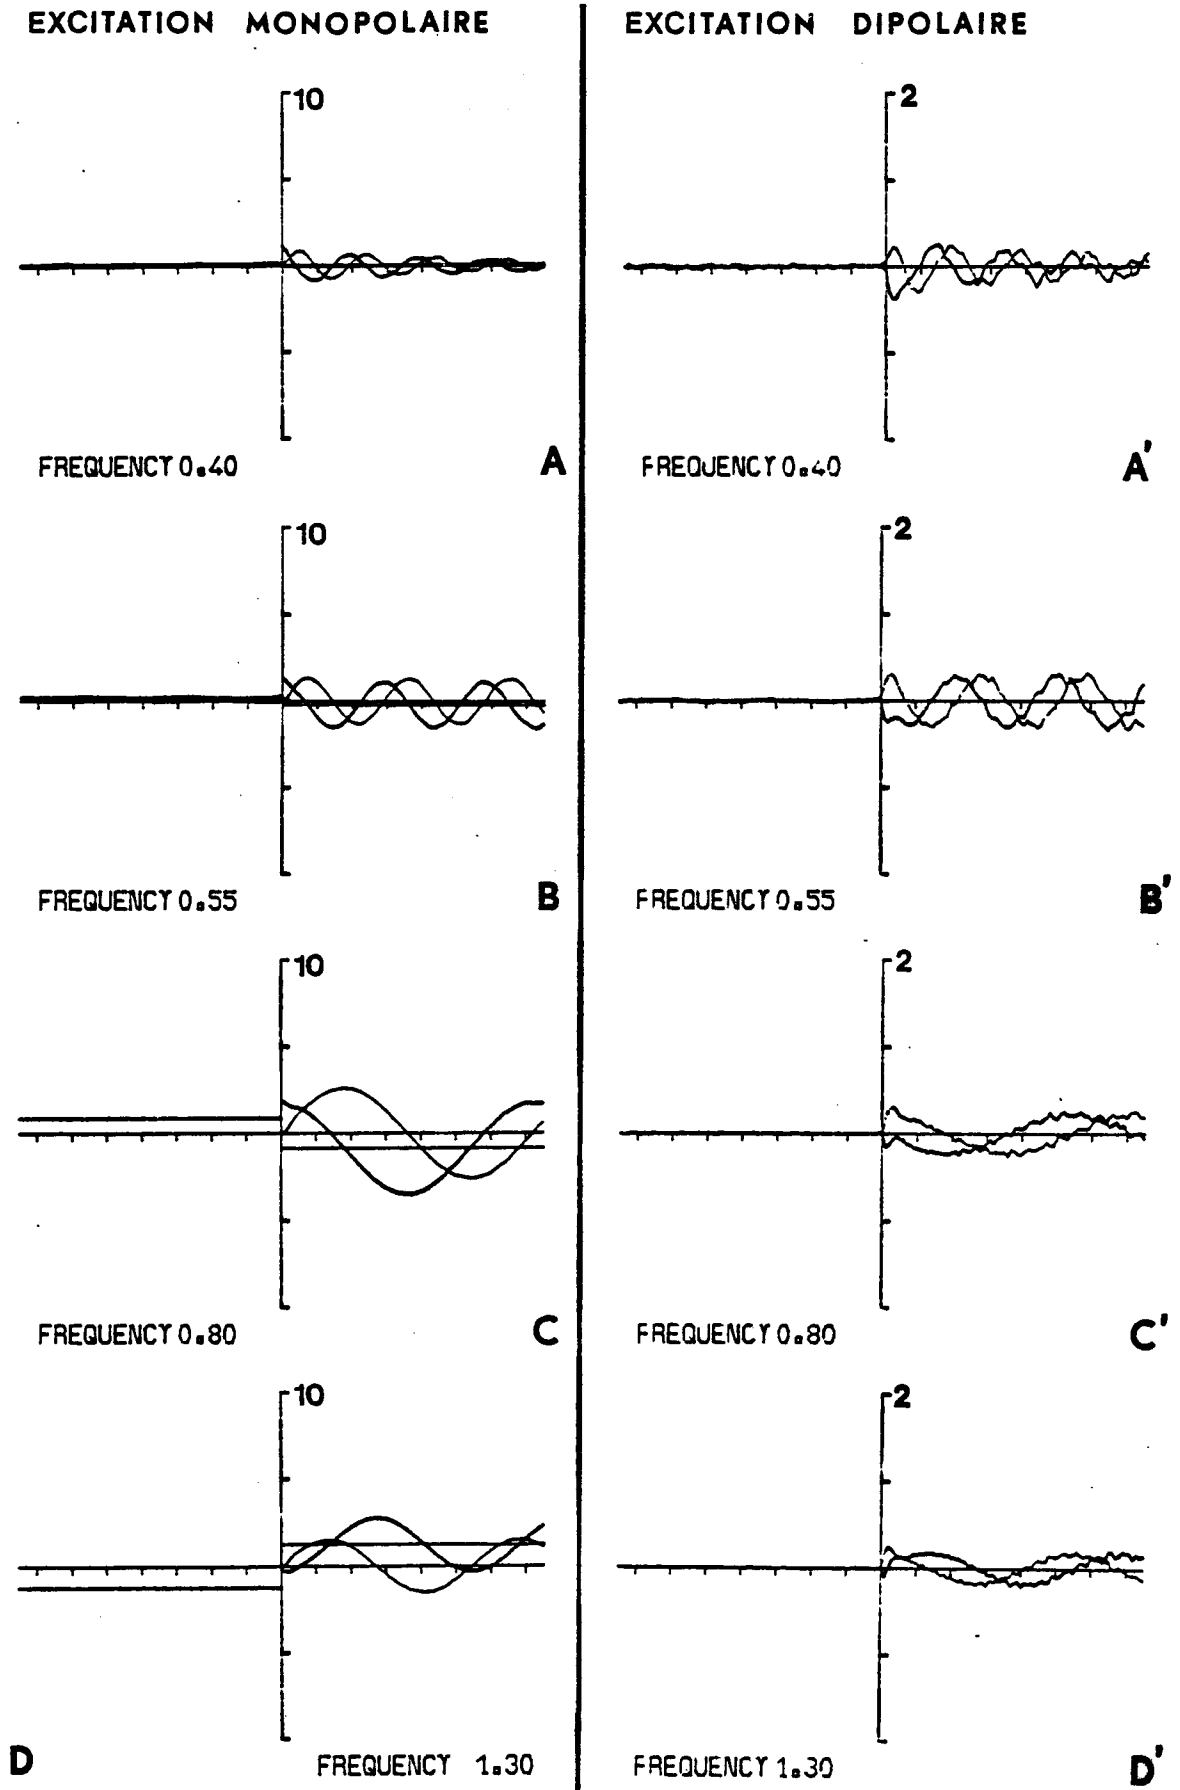 EXCITATION MONOPOLAIRE
10
FREQUENCY 0.40 A
10
FREQUENCY 0.55 B
10
FREQUENCY 0.80 C
10
D FREQUENCY 1.30
EXCITATION DIPOLAIRE
2
FREQUENCY 0.40 A'
2
FREQUENCY 0.55 B'
2
FREQUENCY 0.80 C'
2
FREQUENCY 1.30 D'